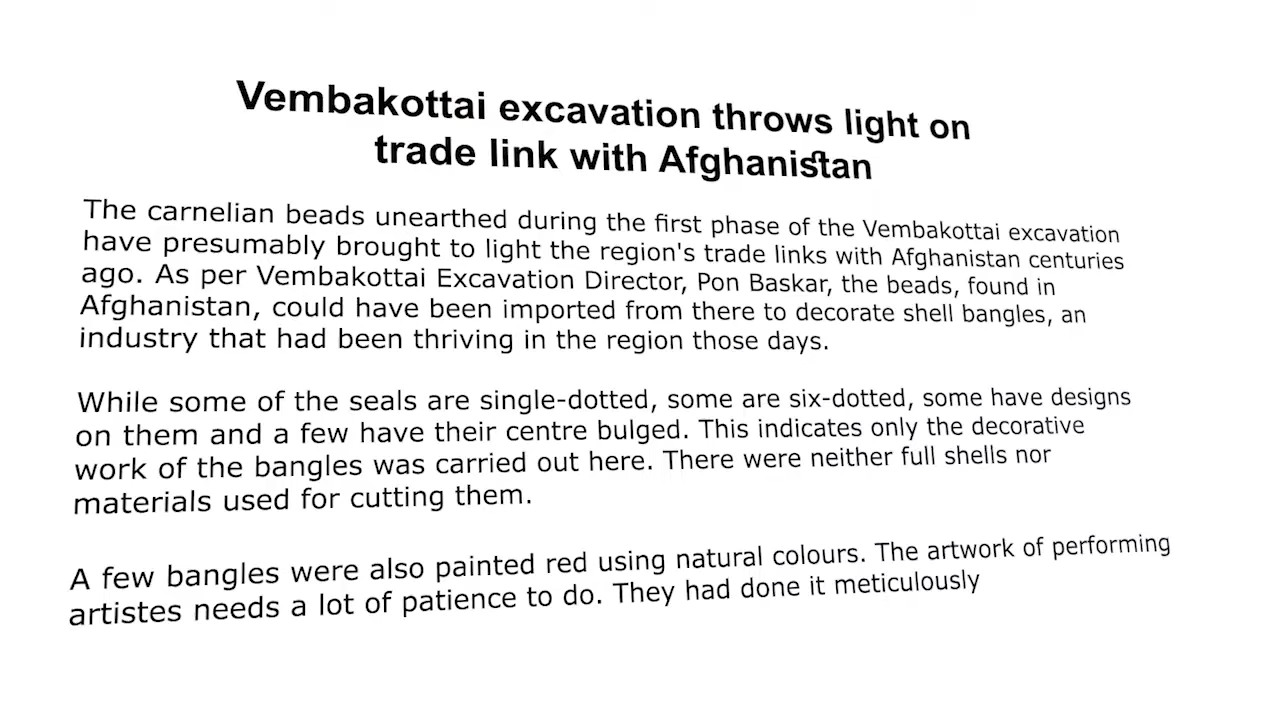 Vembakottai excavation throws light on
trade link with Afghanistan
The carnelian beads unearthed during the first phase of the Vembakottai excavation
have presumably brought to light the region's trade links with Afghanistan centuries
ago. As per Vembakottai Excavation Director, Pon Baskar, the beads, found in
Afghanistan, could have been imported from there to decorate shell bangles, an
industry that had been thriving in the region those days.
While some of the seals are single-dotted, some are six-dotted, some have designs
on them and a few have their centre bulged. This indicates only the decorative
work of the bangles was carried out here. There were neither full shells nor
materials used for cutting them.
A few bangles were also painted red using natural colours. The artwork of performing
artistes needs a lot of patience to do. They had done it meticulously